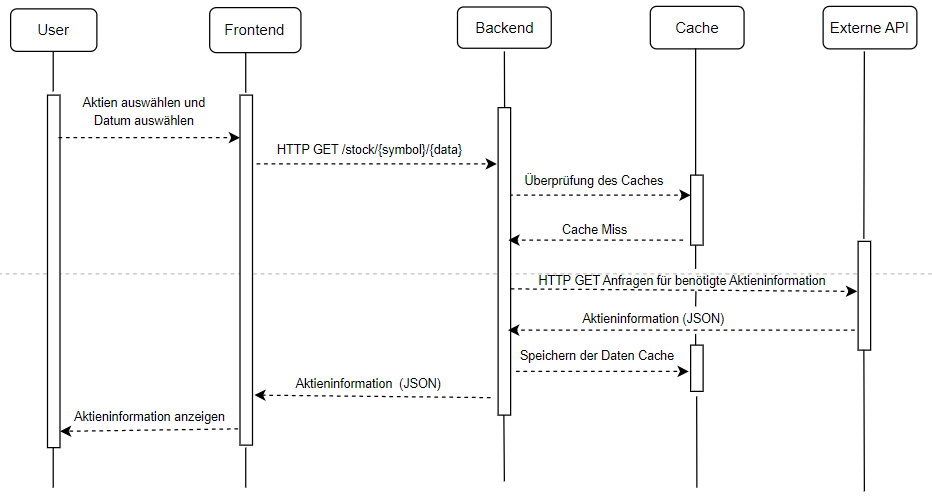 User
Frontend
Backend
Cache
Externe API
Aktien auswählen und
Datum auswählen
HTTP GET /stock/{symbol}/{data}
Überprüfung des Caches
Cache Miss
HTTP GET Anfragen für benötigte Aktieninformation
Aktieninformation (JSON)
Speichern der Daten Cache
Aktieninformation (JSON)
Aktieninformation anzeigen